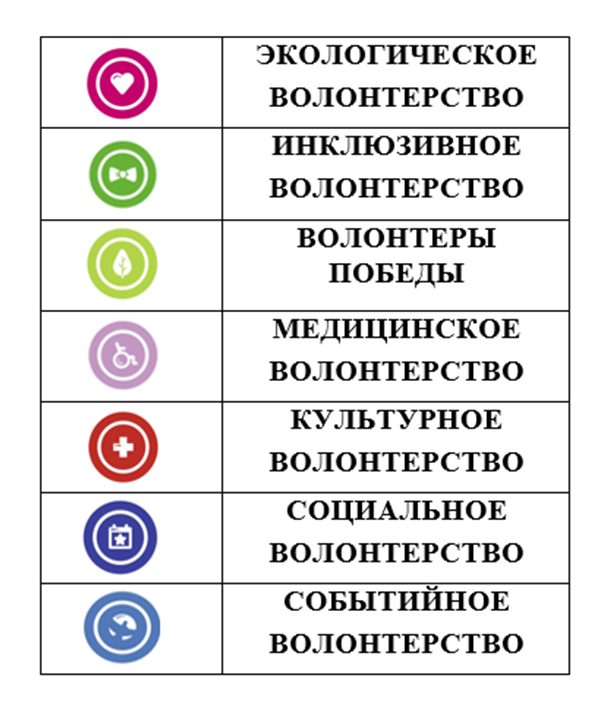 ЭКОЛОГИЧЕСКОЕ
ВОЛОНТЕРСТВО
ИНКЛЮЗИВНОЕ
ВОЛОНТЕРСТВО
ВОЛОНТЕРЫ
ПОБЕДЫ
МЕДИЦИНСКОЕ
ВОЛОНТЕРСТВО
КУЛЬТУРНОЕ
ВОЛОНТЕРСТВО
СОЦИАЛЬНОЕ
ВОЛОНТЕРСТВО
СОБЫТИЙНОЕ
ВОЛОНТЕРСТВО